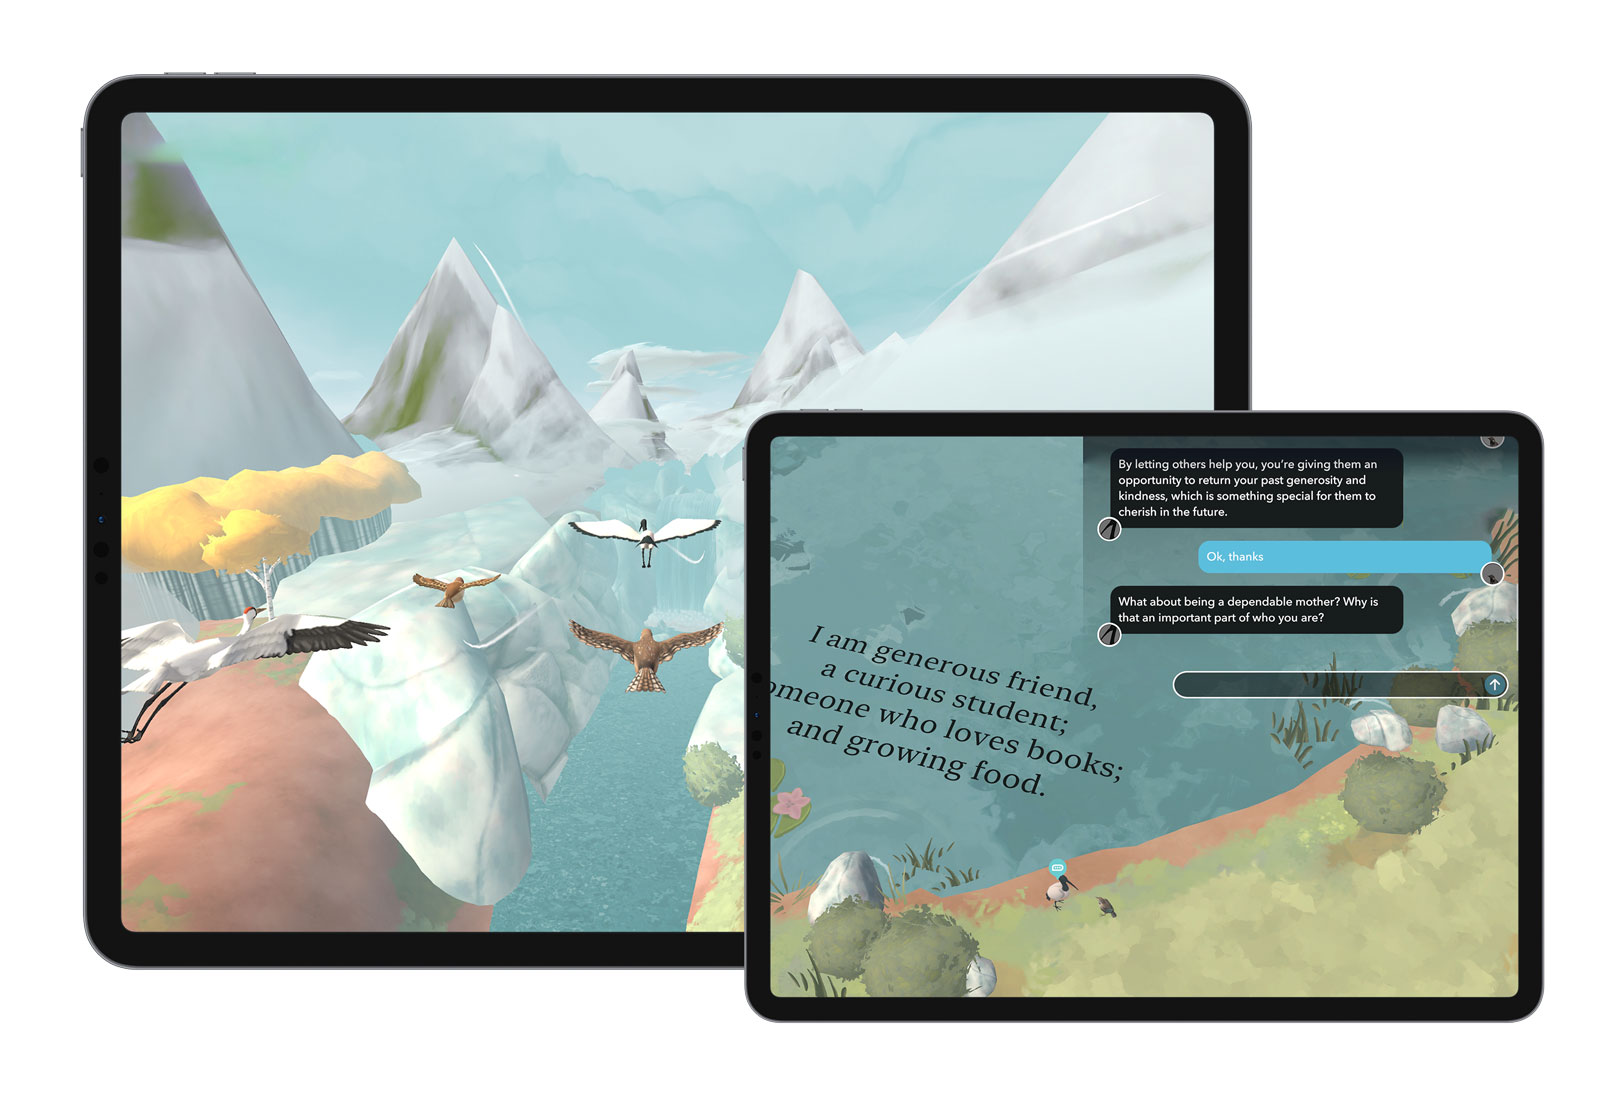 By letting others help you, you’re giving them an
opportunity to return your past generosity and
kindness, which is something special for them to
cherish in the future.
Ok, thanks
What about being a dependable mother? Why is
that an important part of who you are?
I am generous friend,
a curious student;
omeone who loves books;
and growing food.